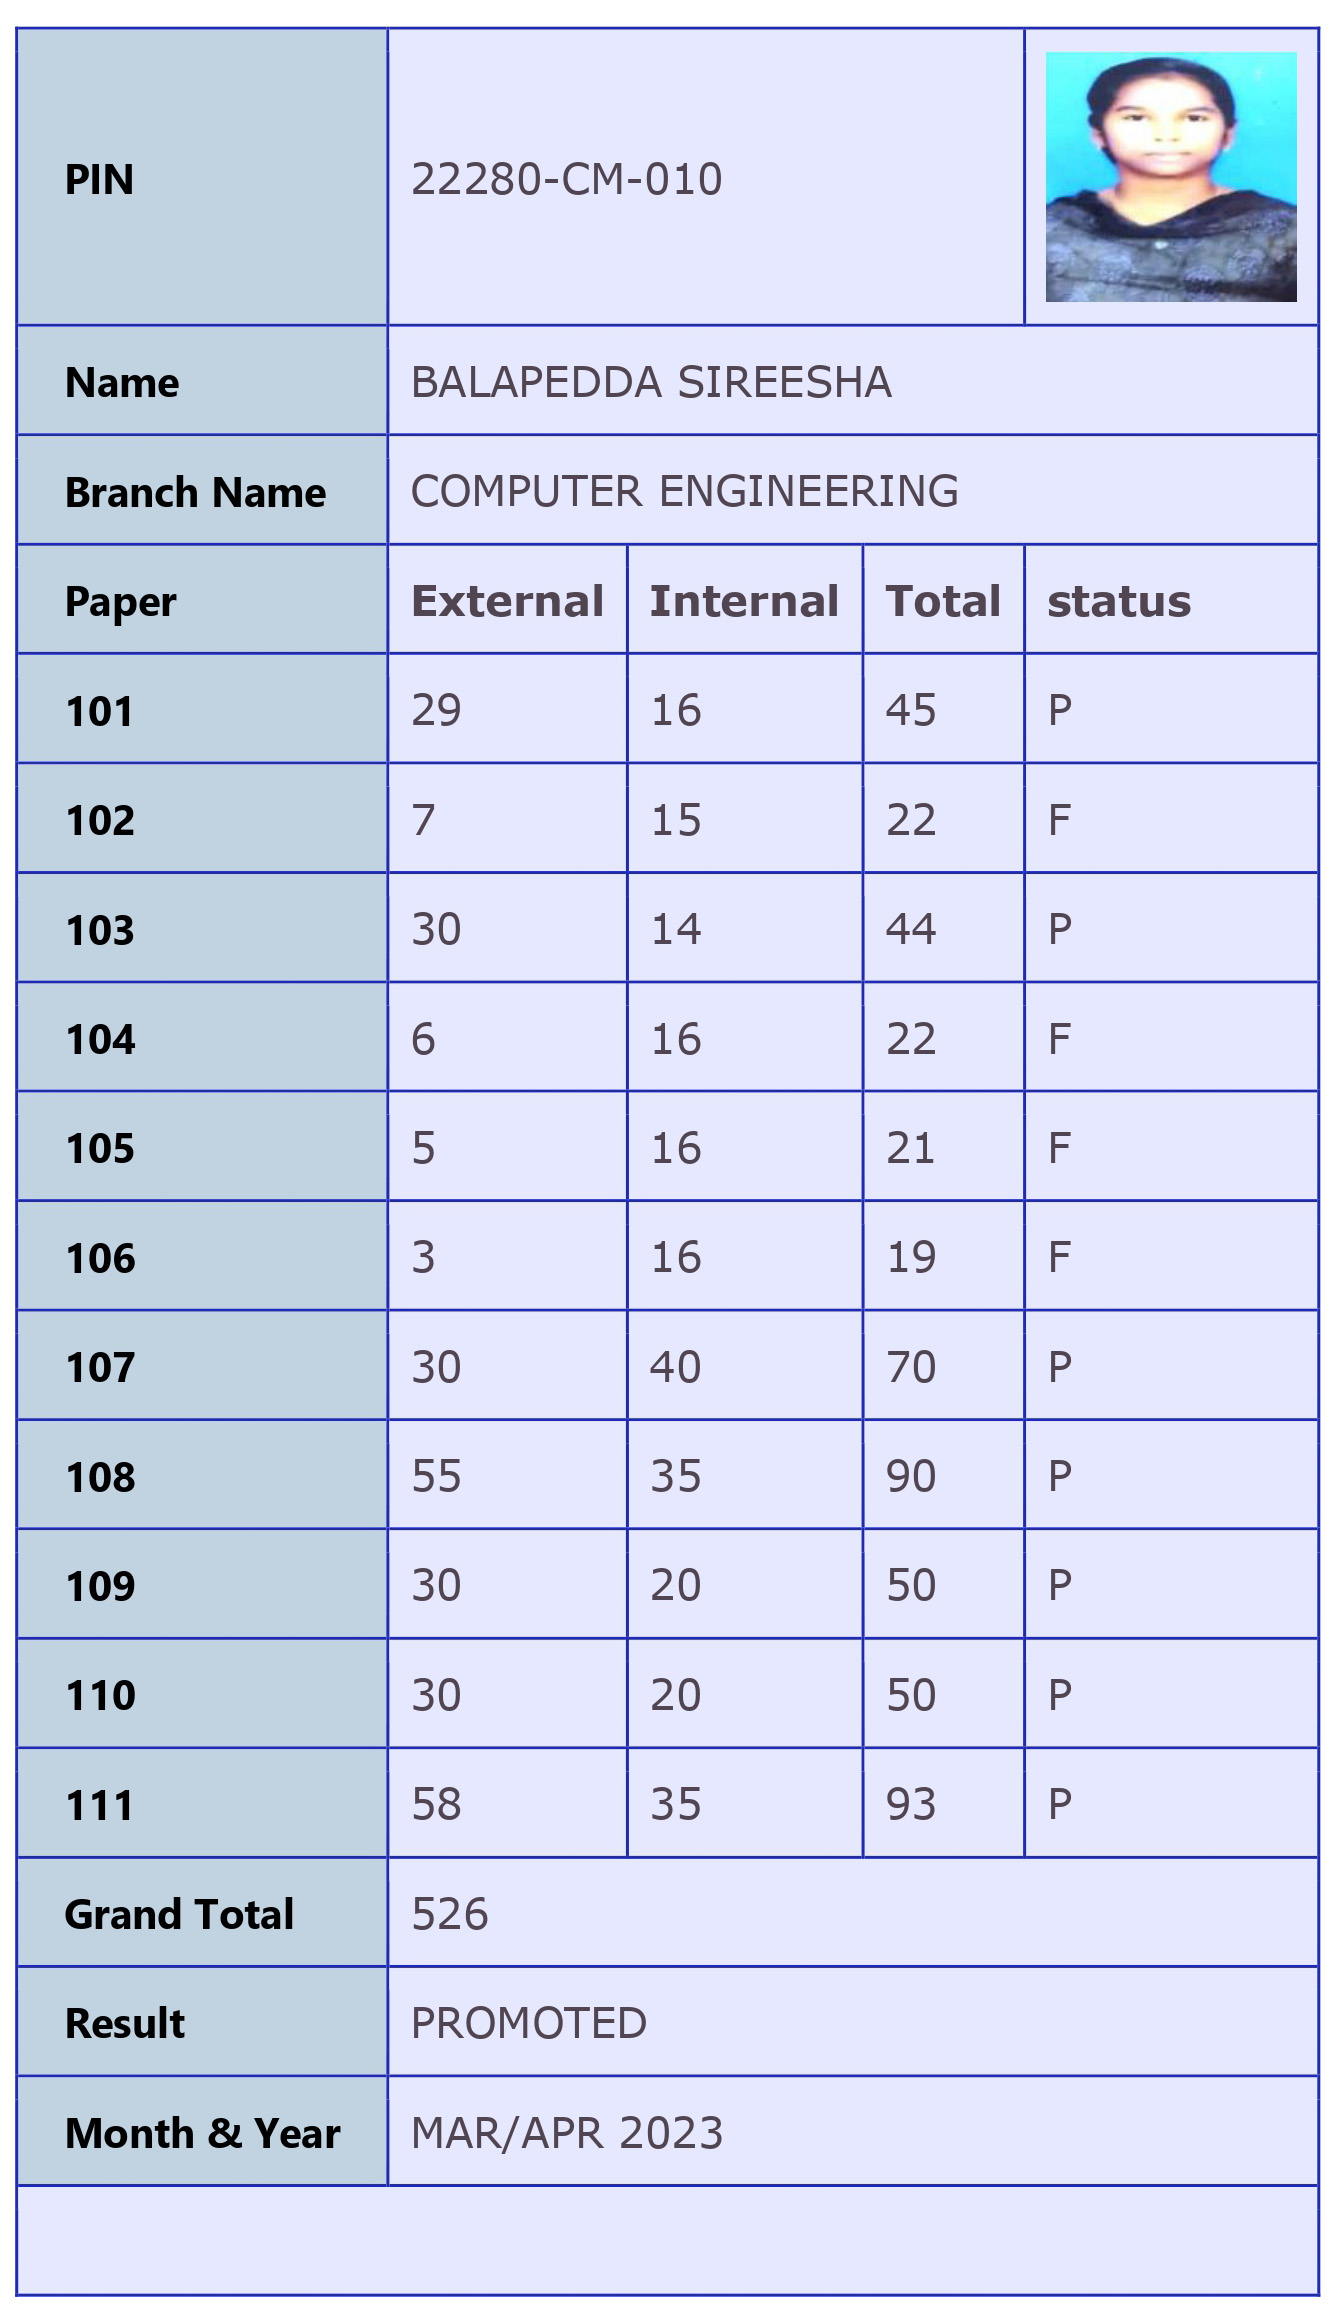 PIN 22280-CM-010
Name BALAPEDDA SIREESHA
Branch Name COMPUTER ENGINEERING
Paper External Internal Total status
101 29 16 45 P
102 7 15 22 F
103 30 14 44 P
104 6 16 22 F
105 5 16 21 F
106 3 16 19 F
107 30 40 70 P
108 55 35 90 P
109 30 20 50 P
110 30 20 50 P
111 58 35 93 P
Grand Total 526
Result PROMOTED
Month & Year MAR/APR 2023